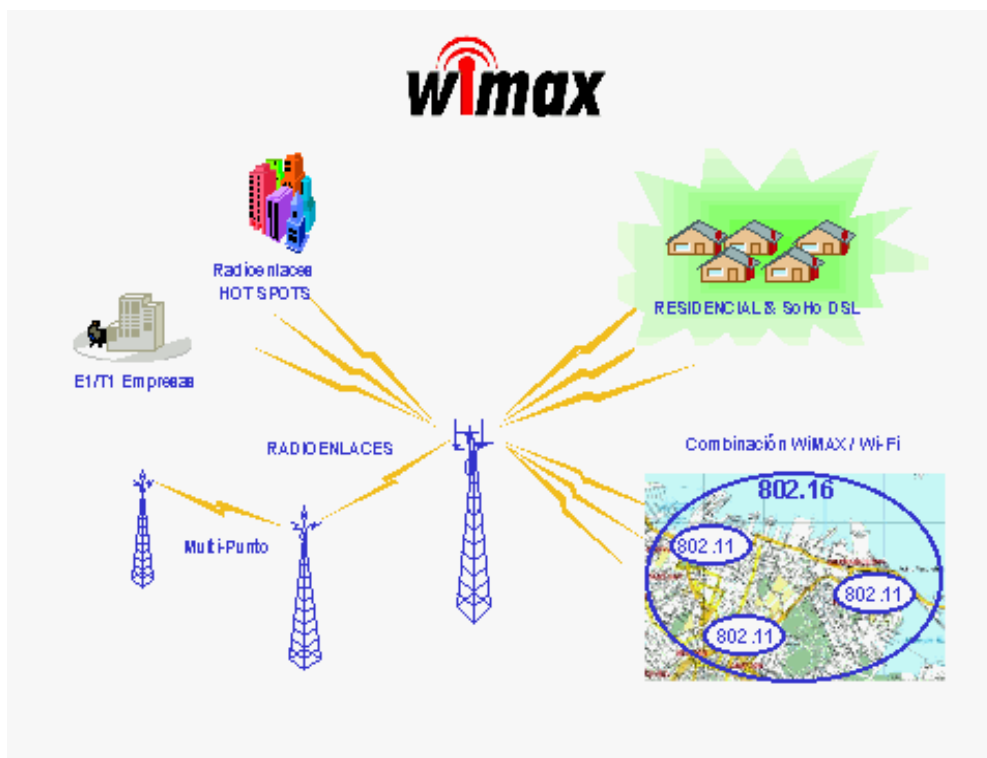 wimax
Radioenlaces
HOT SPOTS
RESIDENCIAL & SoHo DSL
E1/T1 Empresas
RADIOENLACES
Combinación WiMAX / Wi-Fi
Multi-Punto
802.16
802.11
802.11
802.11